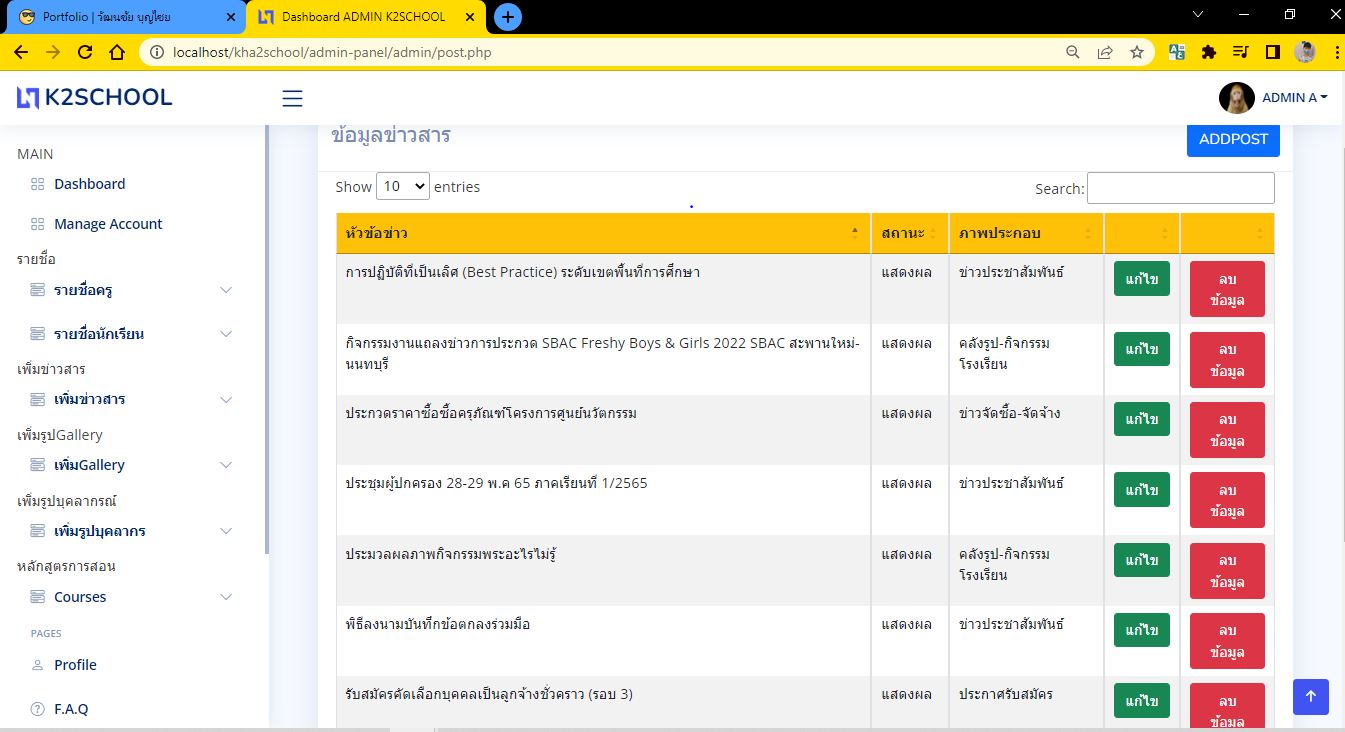 Portfolio | วัฒนชัย บุญไชย
Dashboard ADMIN K2SCHOOL
localhost/kha2school/admin-panel/admin/post.php
K2SCHOOL
ADMIN A
MAIN
Dashboard
Manage Account
รายชื่อ
รายชื่อครู
รายชื่อนักเรียน
เพิ่มข่าวสาร
เพิ่มข่าวสาร
เพิ่มรูปGallery
เพิ่มGallery
เพิ่มรูปบุคลากรณ์
เพิ่มรูปบุคลากร
หลักสูตรการสอน
Courses
PAGES
Profile
F.A.Q
ข้อมูลข่าวสาร
ADDPOST
Show 10 entries
Search:
หัวข้อข่าว สถานะ ภาพประกอบ
การปฏิบัติที่เป็นเลิศ (Best Practice) ระดับเขตพื้นที่การศึกษา แสดงผล ข่าวประชาสัมพันธ์ แก้ไข ลบ
ข้อมูล
กิจกรรมงานแถลงข่าวการประกวด SBAC Freshy Boys & Girls 2022 SBAC สะพานใหม่- แสดงผล คลังรูป-กิจกรรม แก้ไข ลบ
นนทบุรี โรงเรียน ข้อมูล
ประกวดราคาซื้อซื้อครุภัณฑ์โครงการศูนย์นวัตกรรม แสดงผล ข่าวจัดซื้อ-จัดจ้าง แก้ไข ลบ
ข้อมูล
ประชุมผู้ปกครอง 28-29 พ.ค 65 ภาคเรียนที่ 1/2565 แสดงผล ข่าวประชาสัมพันธ์ แก้ไข ลบ
ข้อมูล
ประมวลผลภาพกิจกรรมพระอะไรไม่รู้ แสดงผล คลังรูป-กิจกรรม แก้ไข ลบ
โรงเรียน ข้อมูล
พิธีลงนามบันทึกข้อตกลงร่วมมือ แสดงผล ข่าวประชาสัมพันธ์ แก้ไข ลบ
ข้อมูล
รับสมัครคัดเลือกบุคคลเป็นลูกจ้างชั่วคราว (รอบ 3) แสดงผล ประกาศรับสมัคร แก้ไข ลบ
ข้อมูล